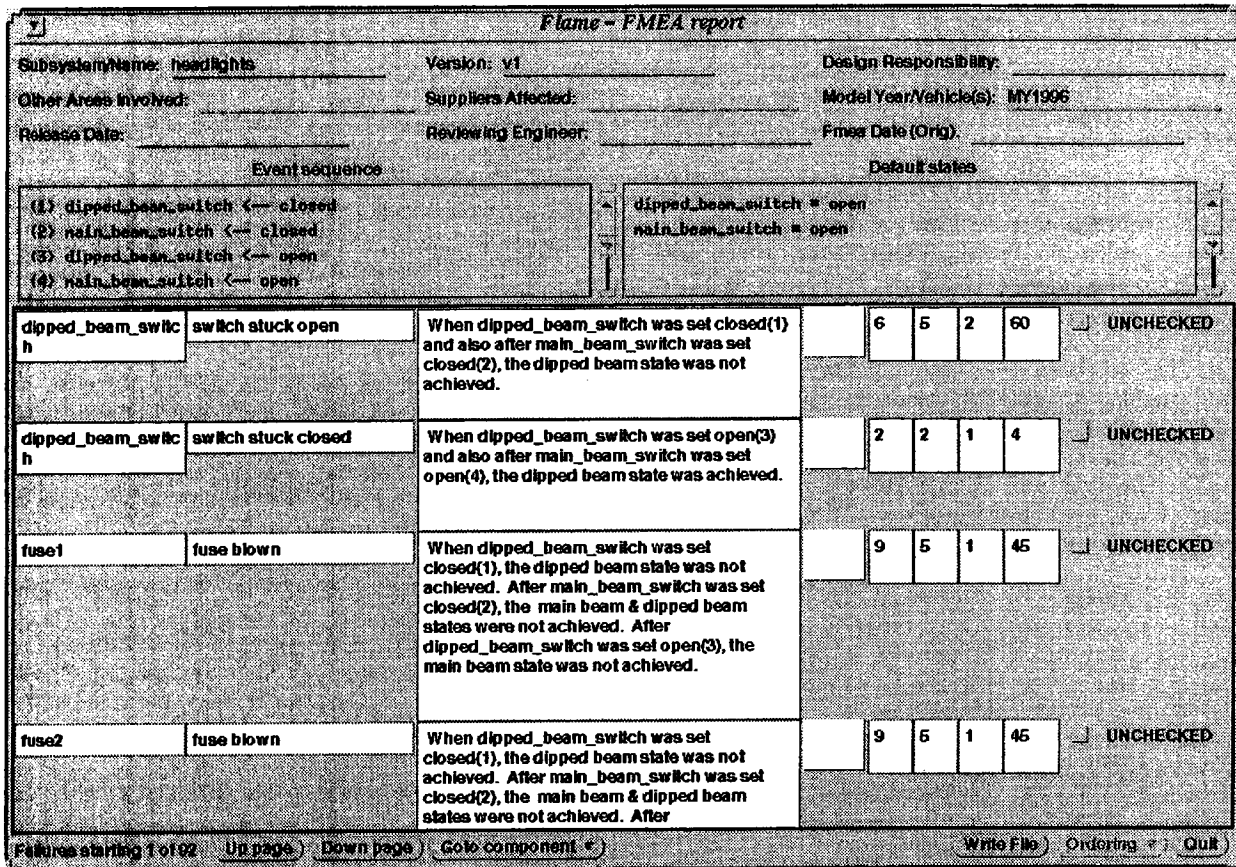 Flame - FMEA report
Subsystem/Name: headlights Version: v1 Design Responsibility:
Other Areas Involved: Suppliers Affected: Model Year/Vehicle(s): MY1996
Release Date: Reviewing Engineer: Fmea Date (Orig).
Event sequence Default states
(1) dipped_beam_switch <-- closed
(2) main_beam_switch <-- closed
(3) dipped_beam_switch <-- open
(4) main_beam_switch <-- open
dipped_beam_switch = open
main_beam_switch = open
dipped_beam_switc switch stuck open When dipped_beam_switch was set closed(1) 6 5 2 60 UNCHECKED
h and also after main_beam_switch was set
closed(2), the dipped beam state was not
achieved.
dipped_beam_switc switch stuck closed When dipped_beam_switch was set open(3) 2 2 1 4 UNCHECKED
h and also after main_beam_switch was set
open(4), the dipped beam state was achieved.
fuse1 fuse blown When dipped_beam_switch was set 9 5 1 45 UNCHECKED
closed(1), the dipped beam state was not
achieved. After main_beam_switch was set
closed(2), the main beam & dipped beam
states were not achieved. After
dipped_beam_switch was set open(3), the
main beam state was not achieved.
fuse2 fuse blown When dipped_beam_switch was set 9 5 1 45 UNCHECKED
closed(1), the dipped beam state was not
achieved. After main_beam_switch was set
closed(2), the main beam & dipped beam
states were not achieved. After
Failures starting 1 of 92 Up page) Down page) Goto component Write File) Ordering Quit)